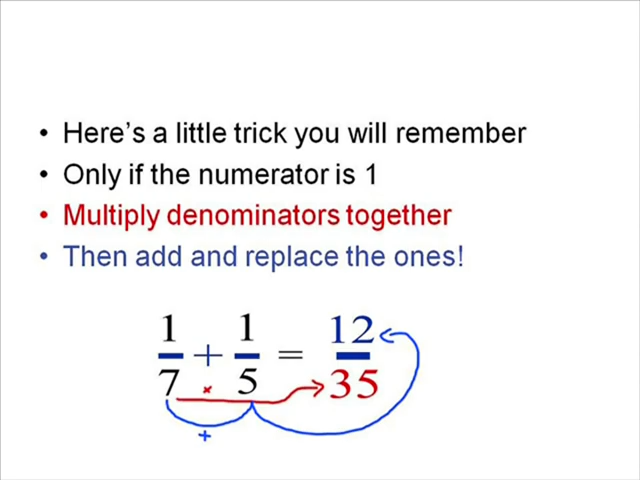 • Here's a little trick you will remember
• Only if the numerator is 1
• Multiply denominators together
• Then add and replace the ones!
1 1 12
+ =
7 × 5 35
+